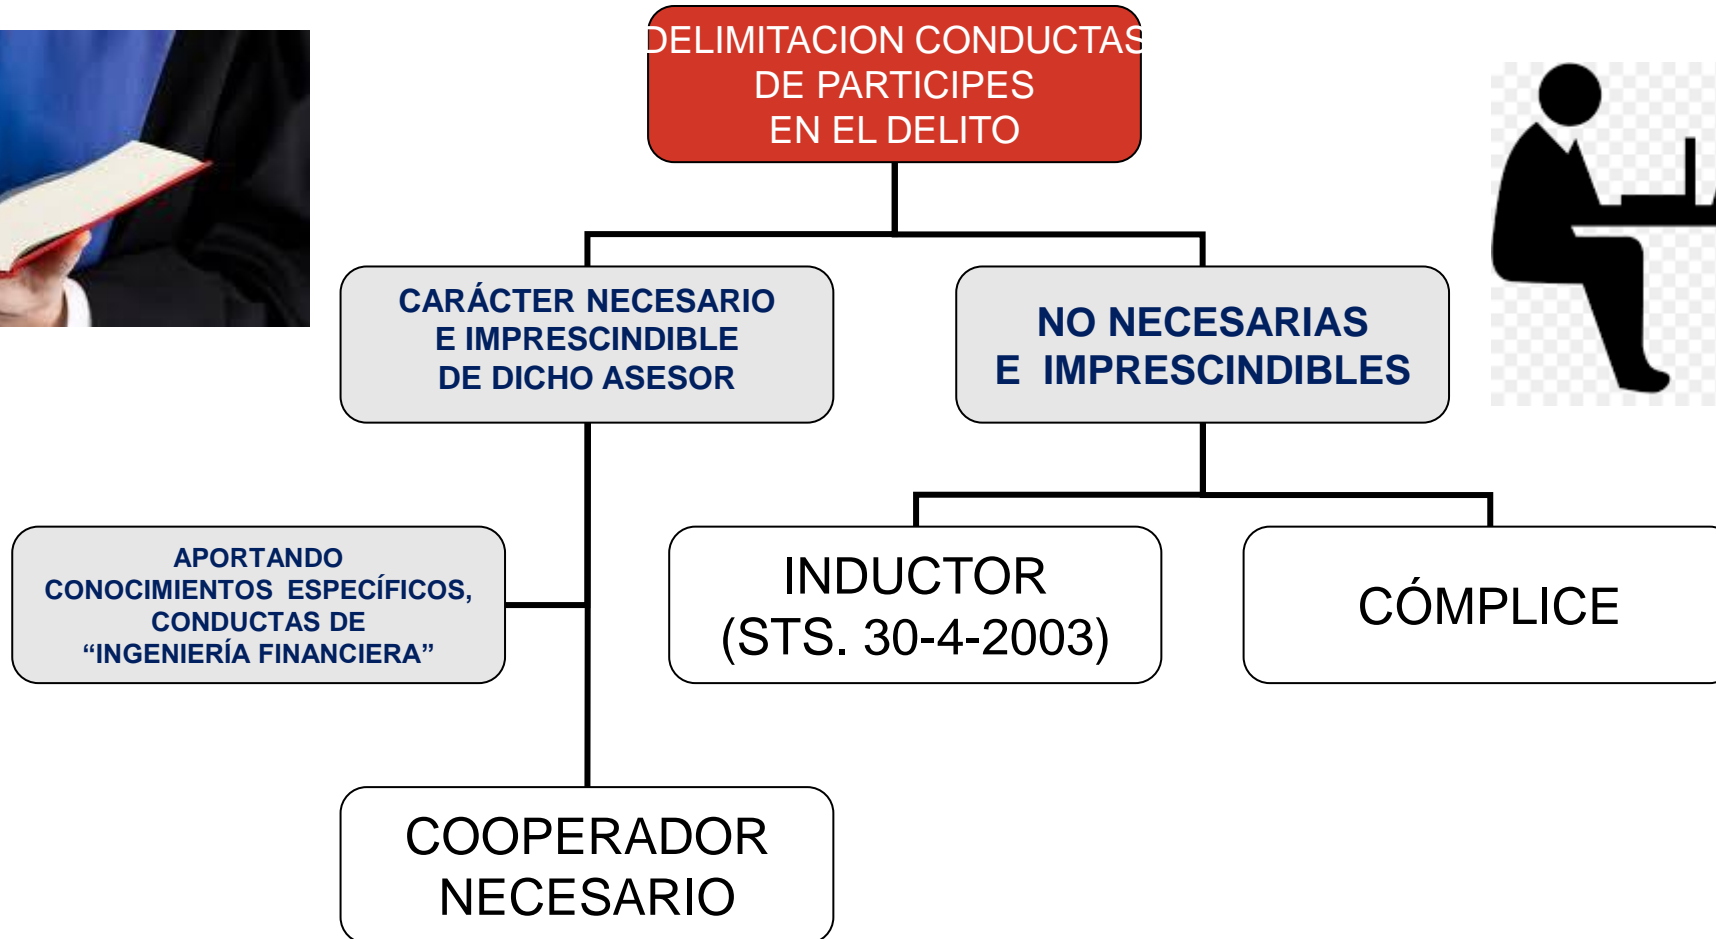 DELIMITACION CONDUCTAS
DE PARTICIPES
EN EL DELITO
CARÁCTER NECESARIO
E IMPRESCINDIBLE
DE DICHO ASESOR
NO NECESARIAS
E IMPRESCINDIBLES
APORTANDO
CONOCIMIENTOS ESPECÍFICOS,
CONDUCTAS DE
“INGENIERÍA FINANCIERA”
INDUCTOR
(STS. 30-4-2003)
CÓMPLICE
COOPERADOR
NECESARIO